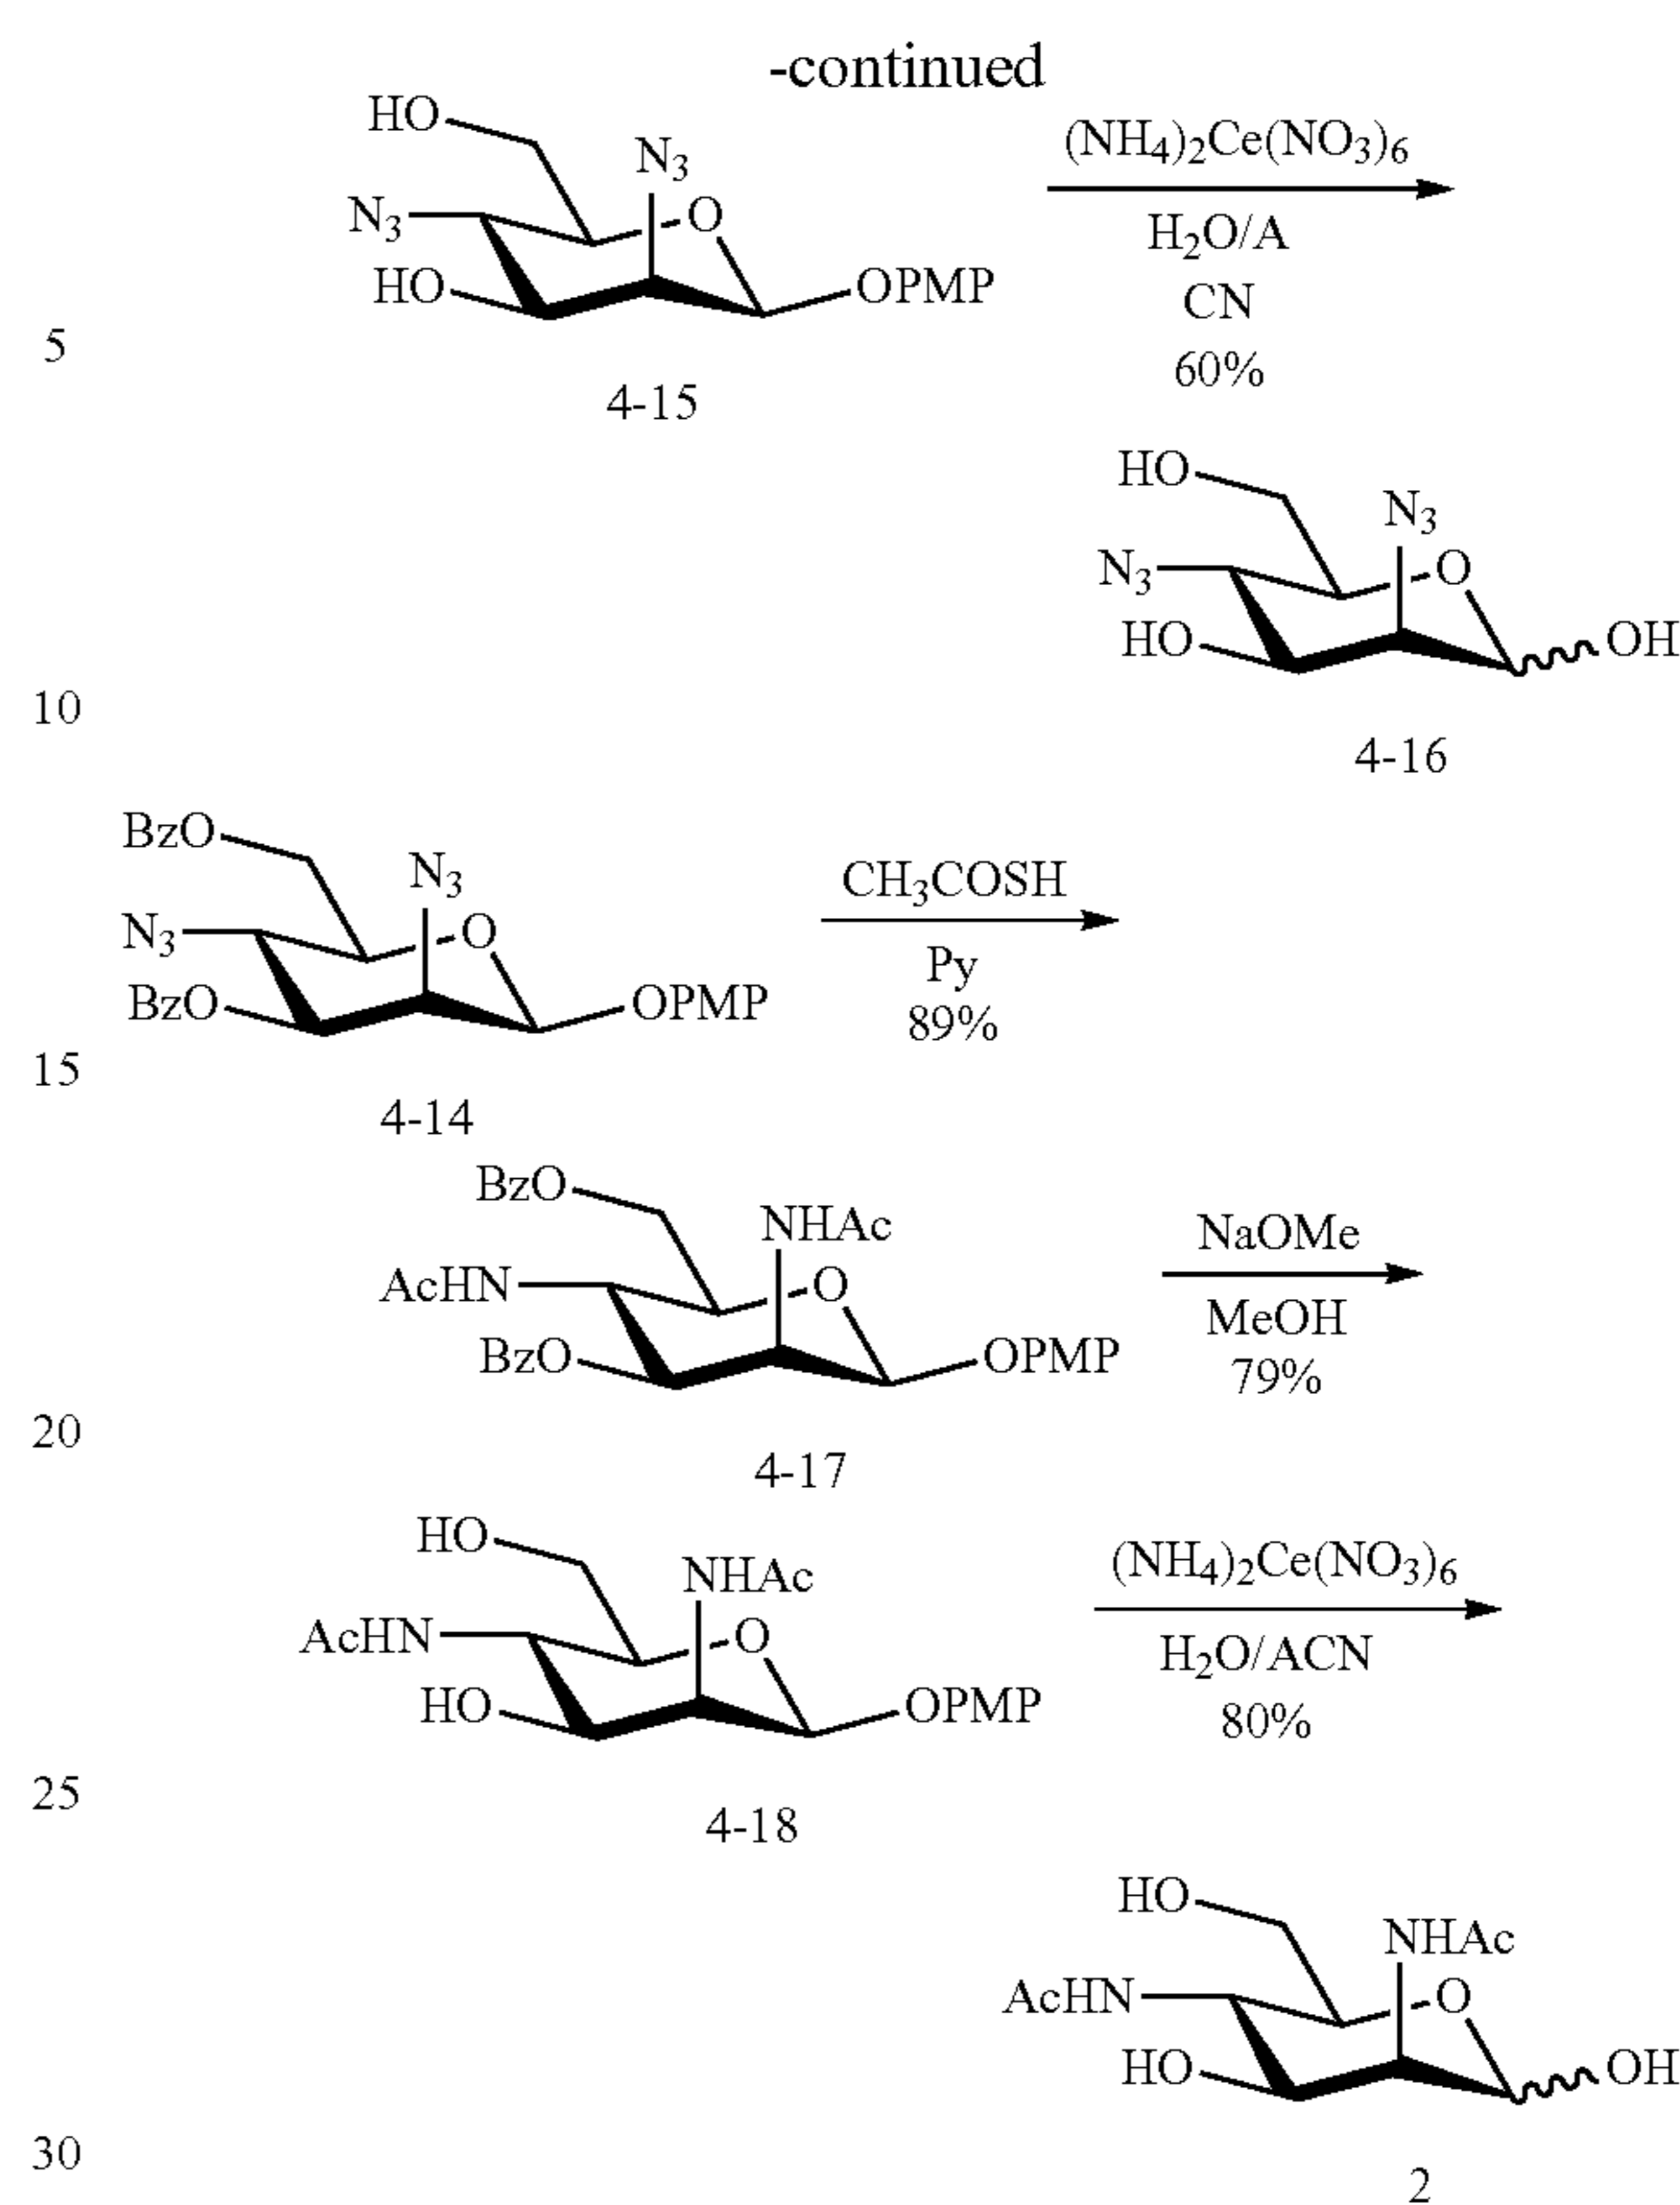 -continued
HO
N₃
N₃
O
HO
OPMP
4-15
(NH₄)₂Ce(NO₃)₆
H₂O/A
CN
60%
5
HO
N₃
N₃
O
HO
OH
4-16
10
BzO
N₃
N₃
O
BzO
OPMP
4-14
CH₃COSH
Py
89%
15
BzO
NHAc
AcHN
O
BzO
OPMP
4-17
NaOMe
MeOH
79%
20
HO
NHAc
AcHN
O
HO
OPMP
4-18
(NH₄)₂Ce(NO₃)₆
H₂O/ACN
80%
25
HO
NHAc
AcHN
O
HO
OH
2
30